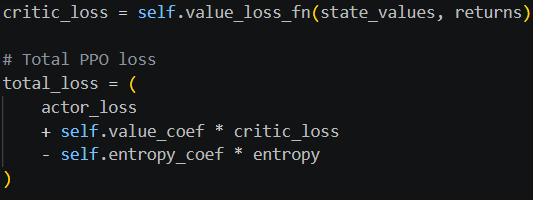 critic_loss = self.value_loss_fn(state_values, returns)
# Total PPO loss
total_loss = (
    actor_loss
    + self.value_coef * critic_loss
    - self.entropy_coef * entropy
)